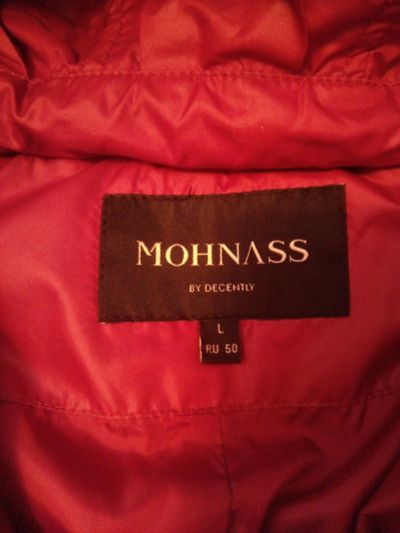 MOHNASS
BY DECENTLY
L
RU 50